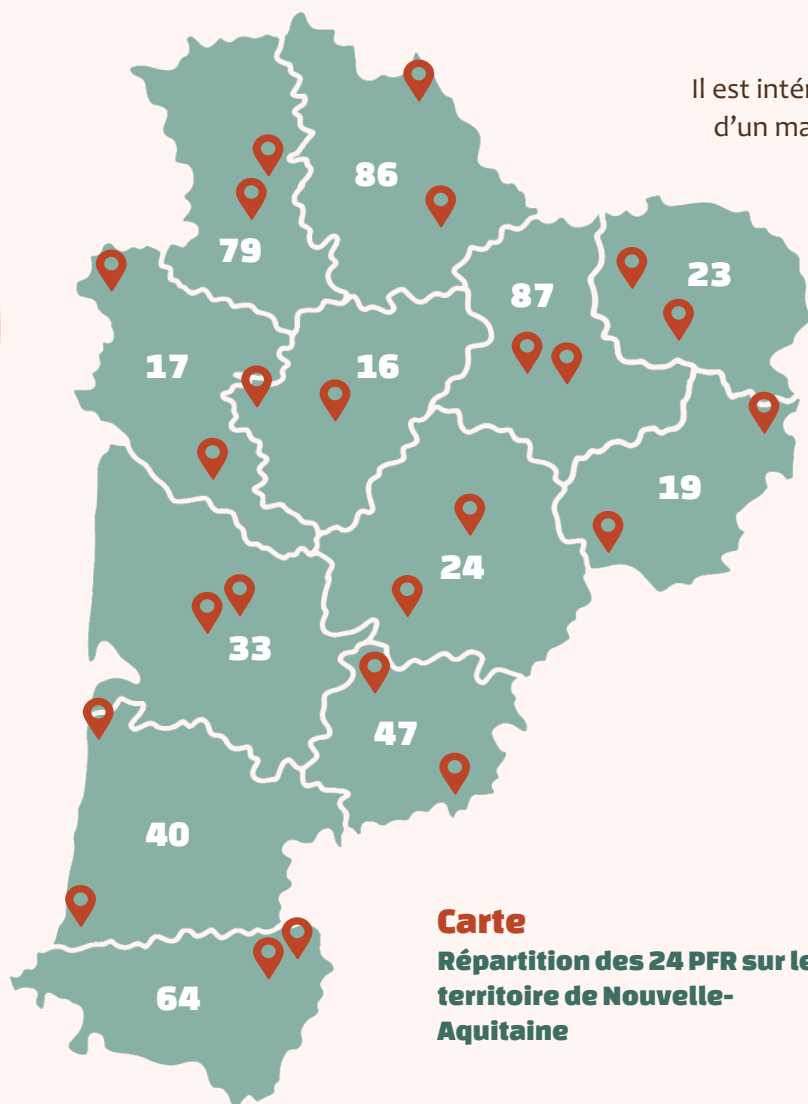 Il est intér
d'un ma
86
79
23
87
17
16
19
24
33
47
40
64
Carte
Répartition des 24 PFR sur le
territoire de Nouvelle-
Aquitaine